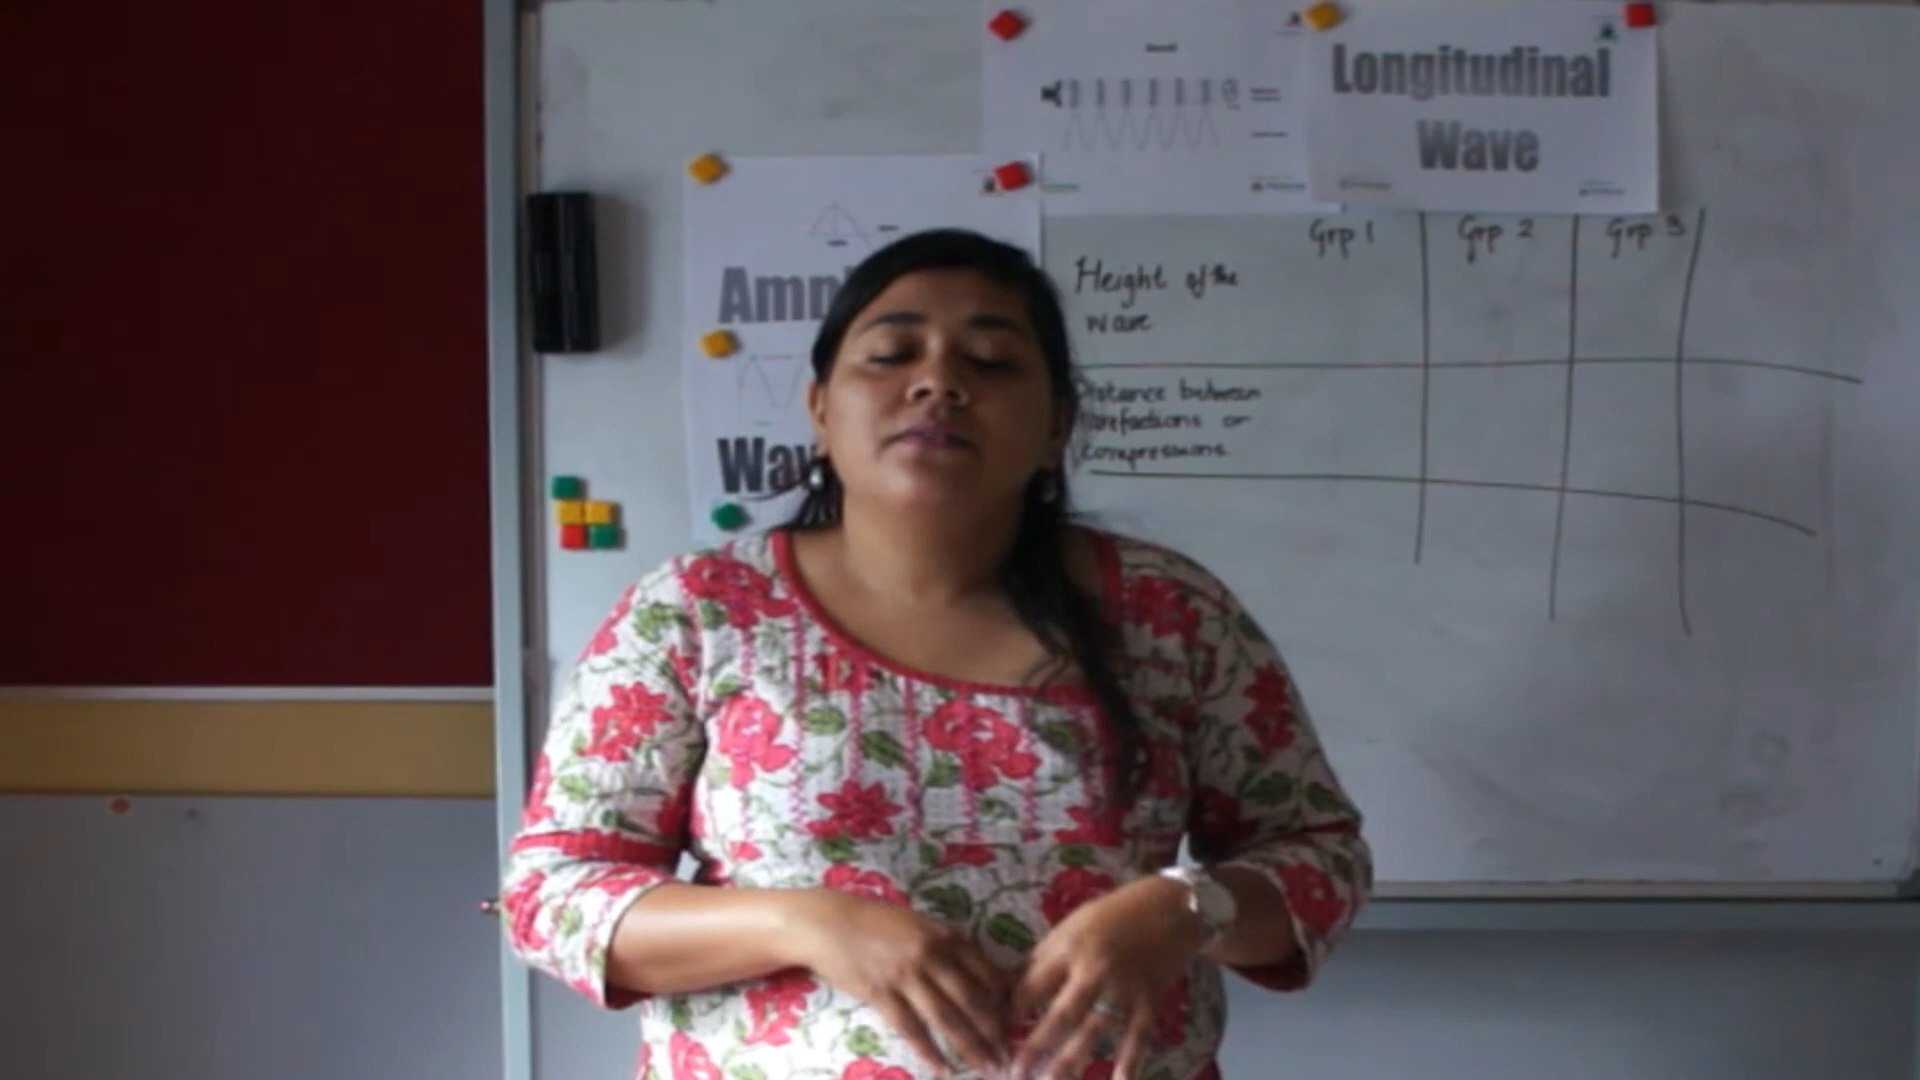 Longitudinal
Wave
Grp 1 Grp 2 Grp 3
Height of the
wave
Distance between
rarefactions or
compressions
Amp
Wav